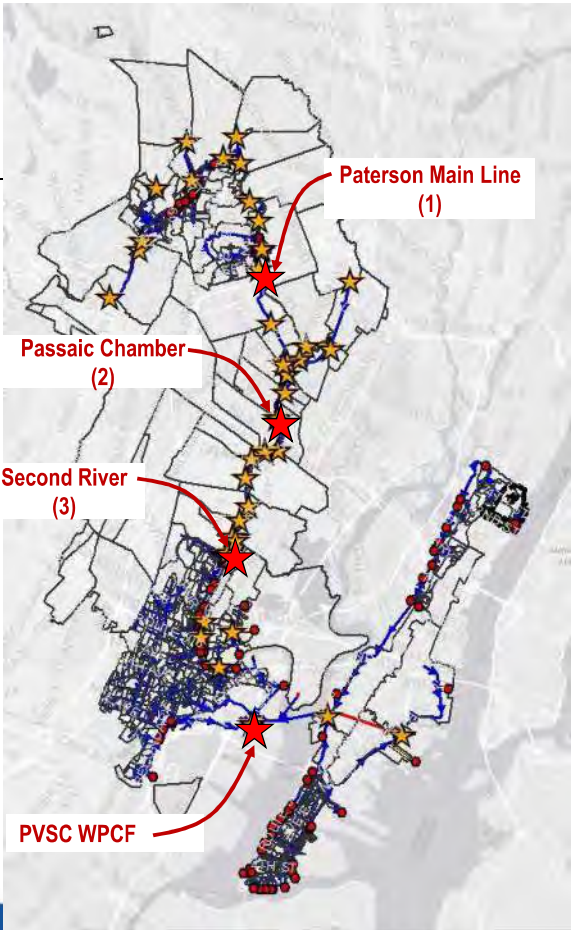 Paterson Main Line
(1)
Passaic Chamber
(2)
Second River
(3)
PVSC WPCF